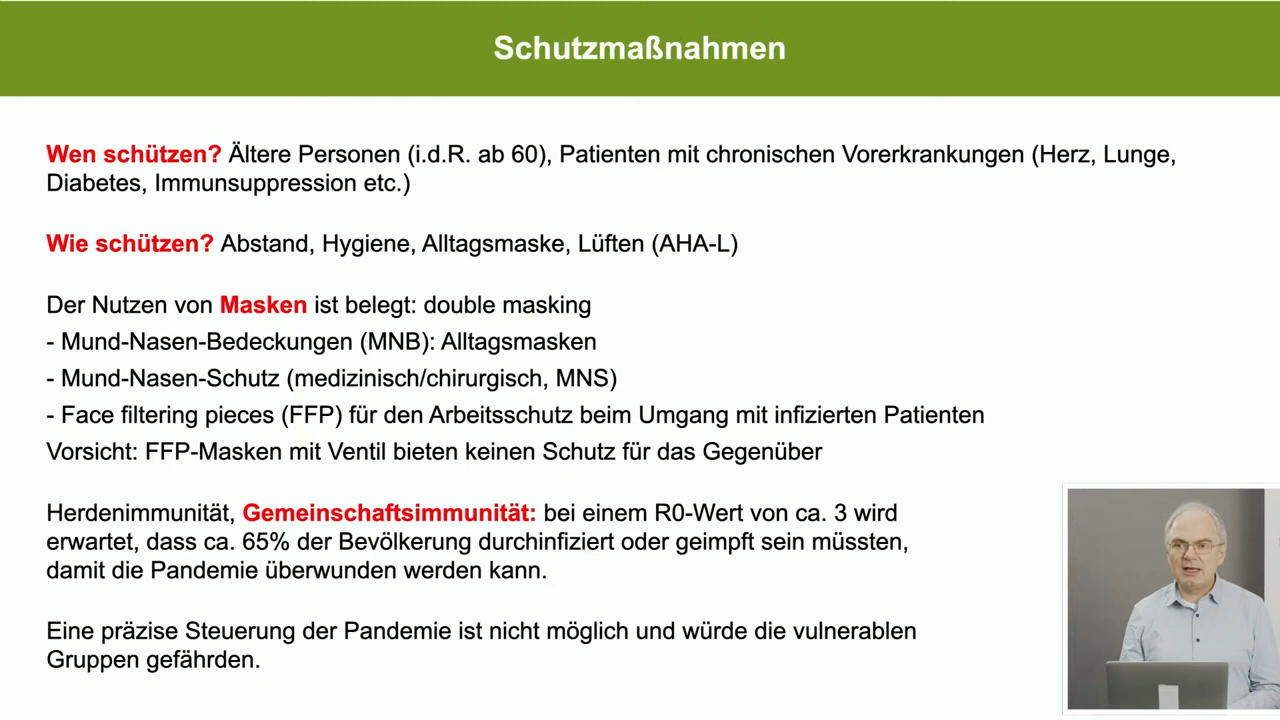 Schutzmaßnahmen
Wen schützen? Ältere Personen (i.d.R. ab 60), Patienten mit chronischen Vorerkrankungen (Herz, Lunge,
Diabetes, Immunsuppression etc.)
Wie schützen? Abstand, Hygiene, Alltagsmaske, Lüften (AHA-L)
Der Nutzen von Masken ist belegt: double masking
- Mund-Nasen-Bedeckungen (MNB): Alltagsmasken
- Mund-Nasen-Schutz (medizinisch/chirurgisch, MNS)
- Face filtering pieces (FFP) für den Arbeitsschutz beim Umgang mit infizierten Patienten
Vorsicht: FFP-Masken mit Ventil bieten keinen Schutz für das Gegenüber
Herdenimmunität, Gemeinschaftsimmunität: bei einem R0-Wert von ca. 3 wird
erwartet, dass ca. 65% der Bevölkerung durchinfiziert oder geimpft sein müssten,
damit die Pandemie überwunden werden kann.
Eine präzise Steuerung der Pandemie ist nicht möglich und würde die vulnerablen
Gruppen gefährden.